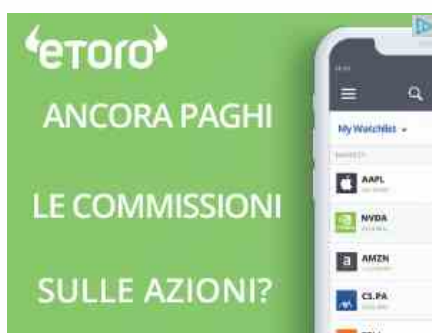 eToro
ANCORA PAGHI
LE COMMISSIONI
SULLE AZIONI?
My Watchlist
AAPL
NVDA
AMZN
CS.PA